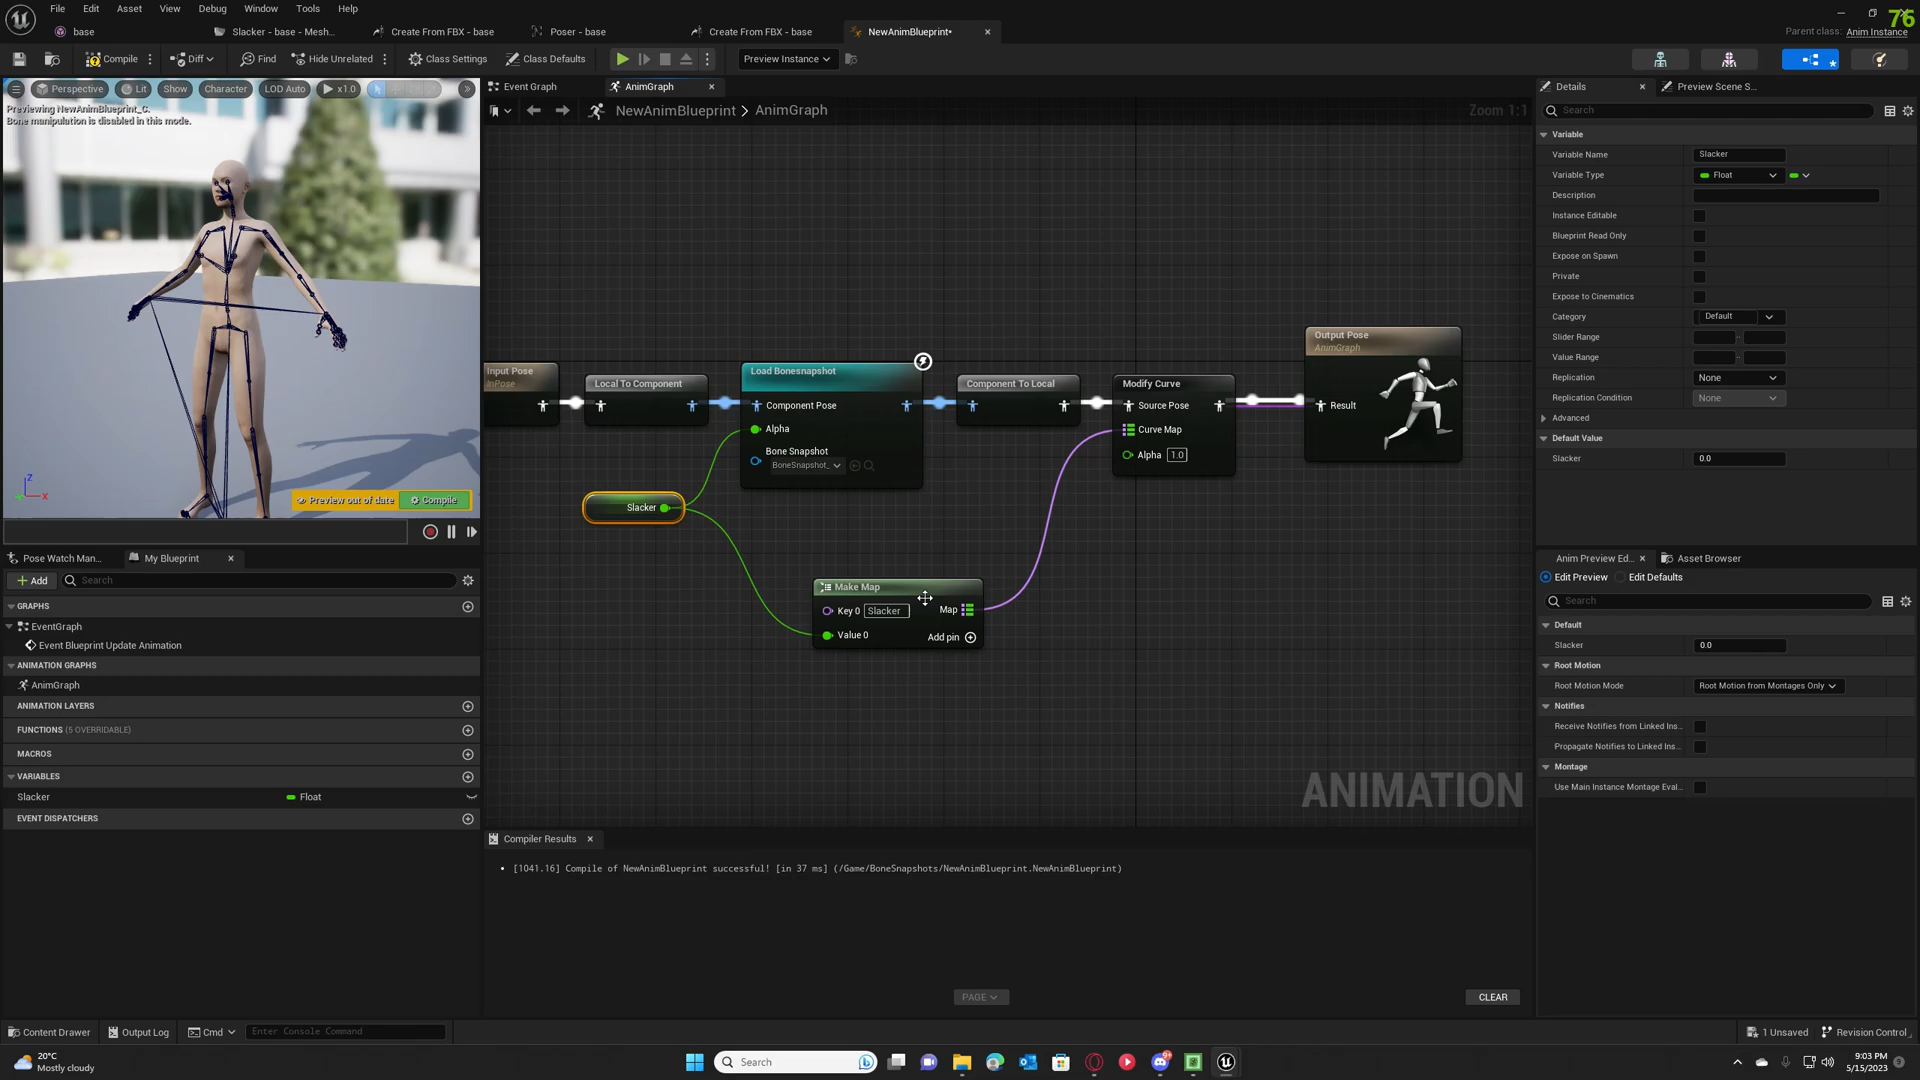 File Edit Asset View Debug Window Tools Help
76
base Slacker - base - Mesh... Create From FBX - base Poser - base Create From FBX - base NewAnimBlueprint*
Parent class: Anim Instance
Compile Diff Find Hide Unrelated Class Settings Class Defaults Preview Instance
Perspective Lit Show Character LOD Auto x1.0
Previewing NewAnimBlueprint_C.
Bone manipulation is disabled in this mode.
Preview out of date Compile
Z
X
Pose Watch Man... My Blueprint
Add Search
GRAPHS
EventGraph
Event Blueprint Update Animation
ANIMATION GRAPHS
AnimGraph
ANIMATION LAYERS
FUNCTIONS (5 OVERRIDABLE)
MACROS
VARIABLES
Slacker Float
EVENT DISPATCHERS
Event Graph AnimGraph
NewAnimBlueprint > AnimGraph
Zoom 1:1
Input Pose
InPose
Local To Component
Load Bonesnapshot
Component Pose
Alpha
Bone Snapshot
BoneSnapshot_
Component To Local
Modify Curve
Source Pose
Curve Map
Alpha 1.0
Output Pose
AnimGraph
Result
Slacker
Make Map
Key 0 Slacker Map
Value 0 Add pin
ANIMATION
Compiler Results
[1041.16] Compile of NewAnimBlueprint successful! [in 37 ms] (/Game/BoneSnapshots/NewAnimBlueprint.NewAnimBlueprint)
PAGE CLEAR
Details Preview Scene S...
Search
Variable
Variable Name Slacker
Variable Type Float
Description
Instance Editable
Blueprint Read Only
Expose on Spawn
Private
Expose to Cinematics
Category Default
Slider Range
Value Range
Replication None
Replication Condition None
Advanced
Default Value
Slacker 0.0
Anim Preview Ed... Asset Browser
Edit Preview Edit Defaults
Search
Default
Slacker 0.0
Root Motion
Root Motion Mode Root Motion from Montages Only
Notifies
Receive Notifies from Linked Ins...
Propagate Notifies to Linked Ins...
Montage
Use Main Instance Montage Eval...
Content Drawer Output Log Cmd Enter Console Command 1 Unsaved Revision Control
20°C
Mostly cloudy
Search
9+
9:03 PM
5/15/2023